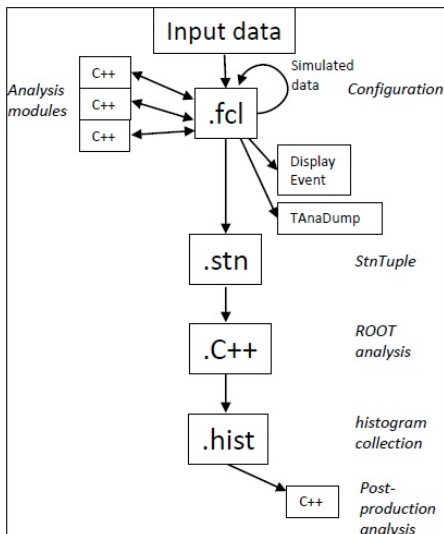 Input data
C++
C++
C++
Analysis
modules
Simulated
data
Configuration
.fcl
Display
Event
TAnaDump
.stn
StnTuple
.C++
ROOT
analysis
.hist
histogram
collection
C++
Post-
production
analysis